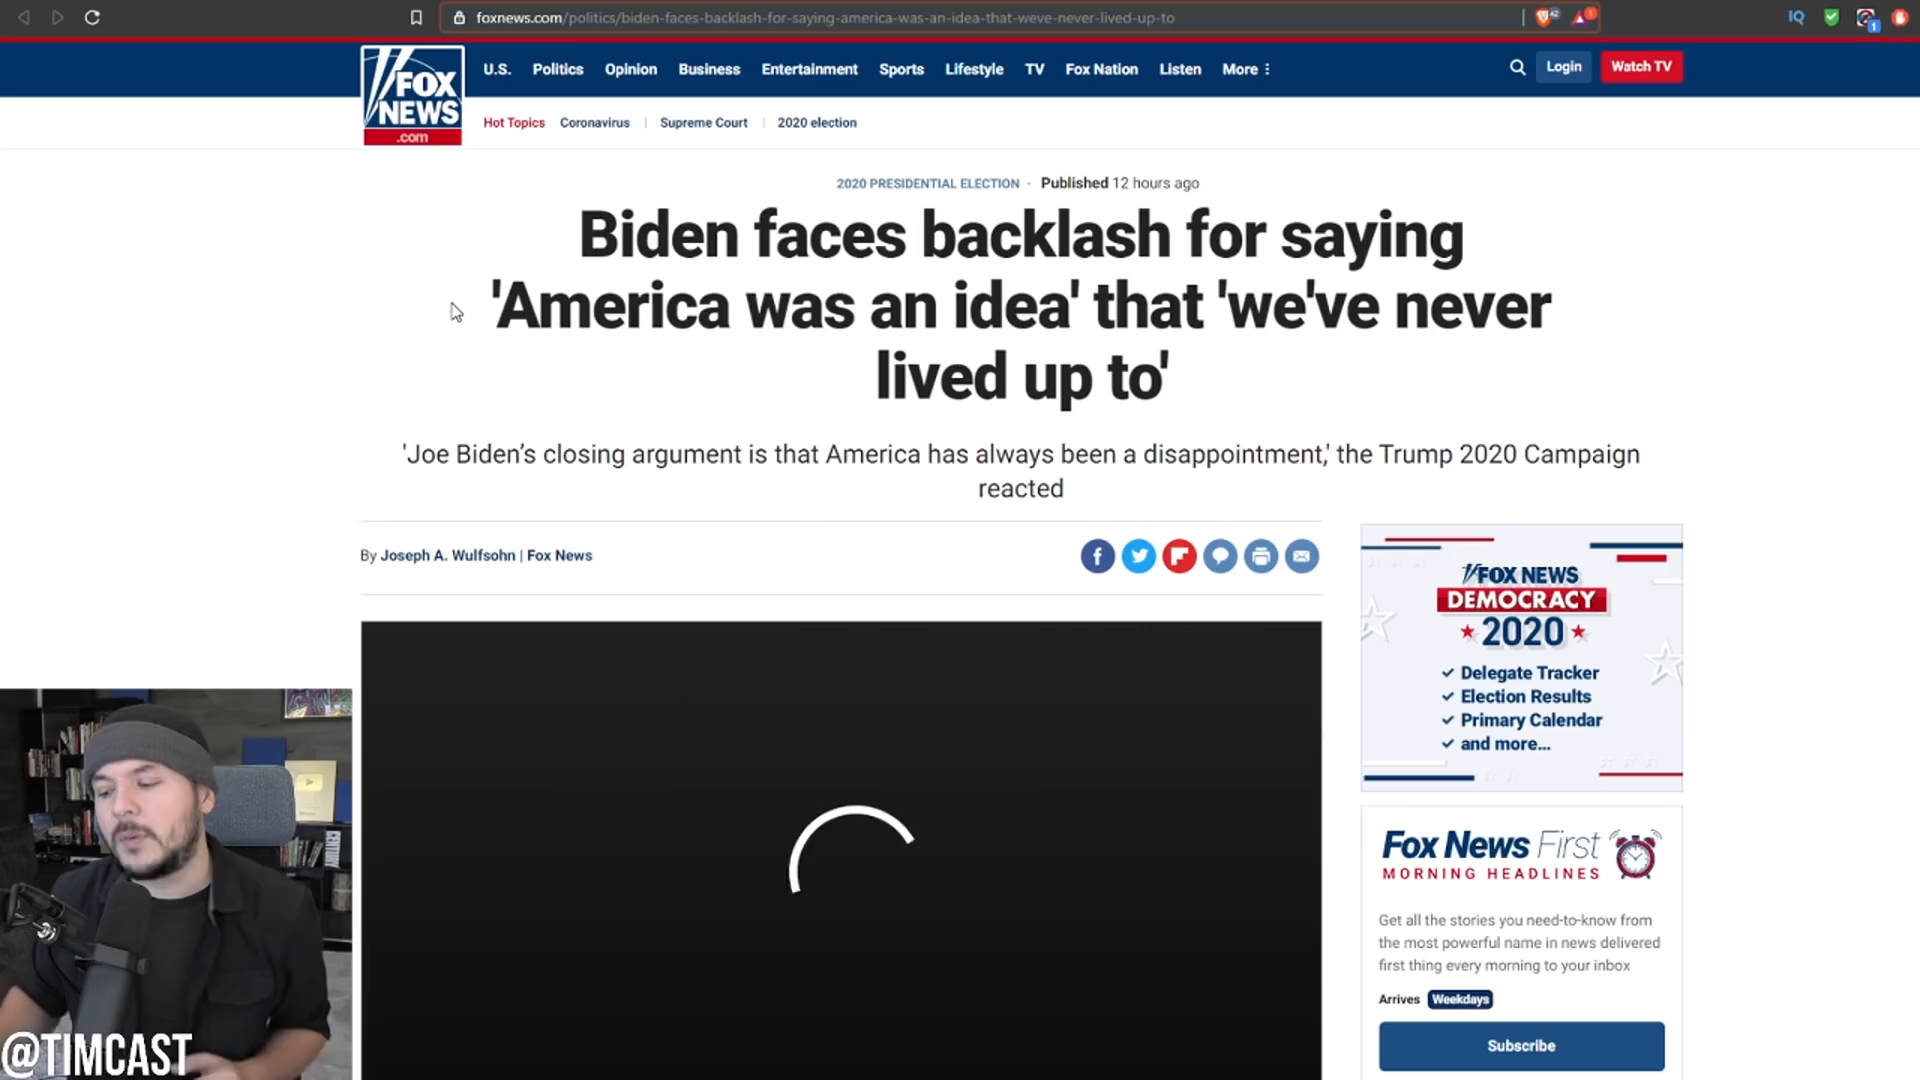 foxnews.com/politics/biden-faces-backlash-for-saying-america-was-an-idea-that-weve-never-lived-up-to
IQ
1
FOX
NEWS
.com
U.S. Politics Opinion Business Entertainment Sports Lifestyle TV Fox Nation Listen More
Login
Watch TV
Hot Topics Coronavirus Supreme Court 2020 election
2020 PRESIDENTIAL ELECTION - Published 12 hours ago
Biden faces backlash for saying
'America was an idea' that 'we've never
lived up to'
'Joe Biden’s closing argument is that America has always been a disappointment,' the Trump 2020 Campaign
reacted
By Joseph A. Wulfsohn | Fox News
FOX NEWS
DEMOCRACY
2020
Delegate Tracker
Election Results
Primary Calendar
and more...
Fox News First
MORNING HEADLINES
Get all the stories you need-to-know from
the most powerful name in news delivered
first thing every morning to your inbox
Arrives Weekdays
Subscribe
@TIMCAST